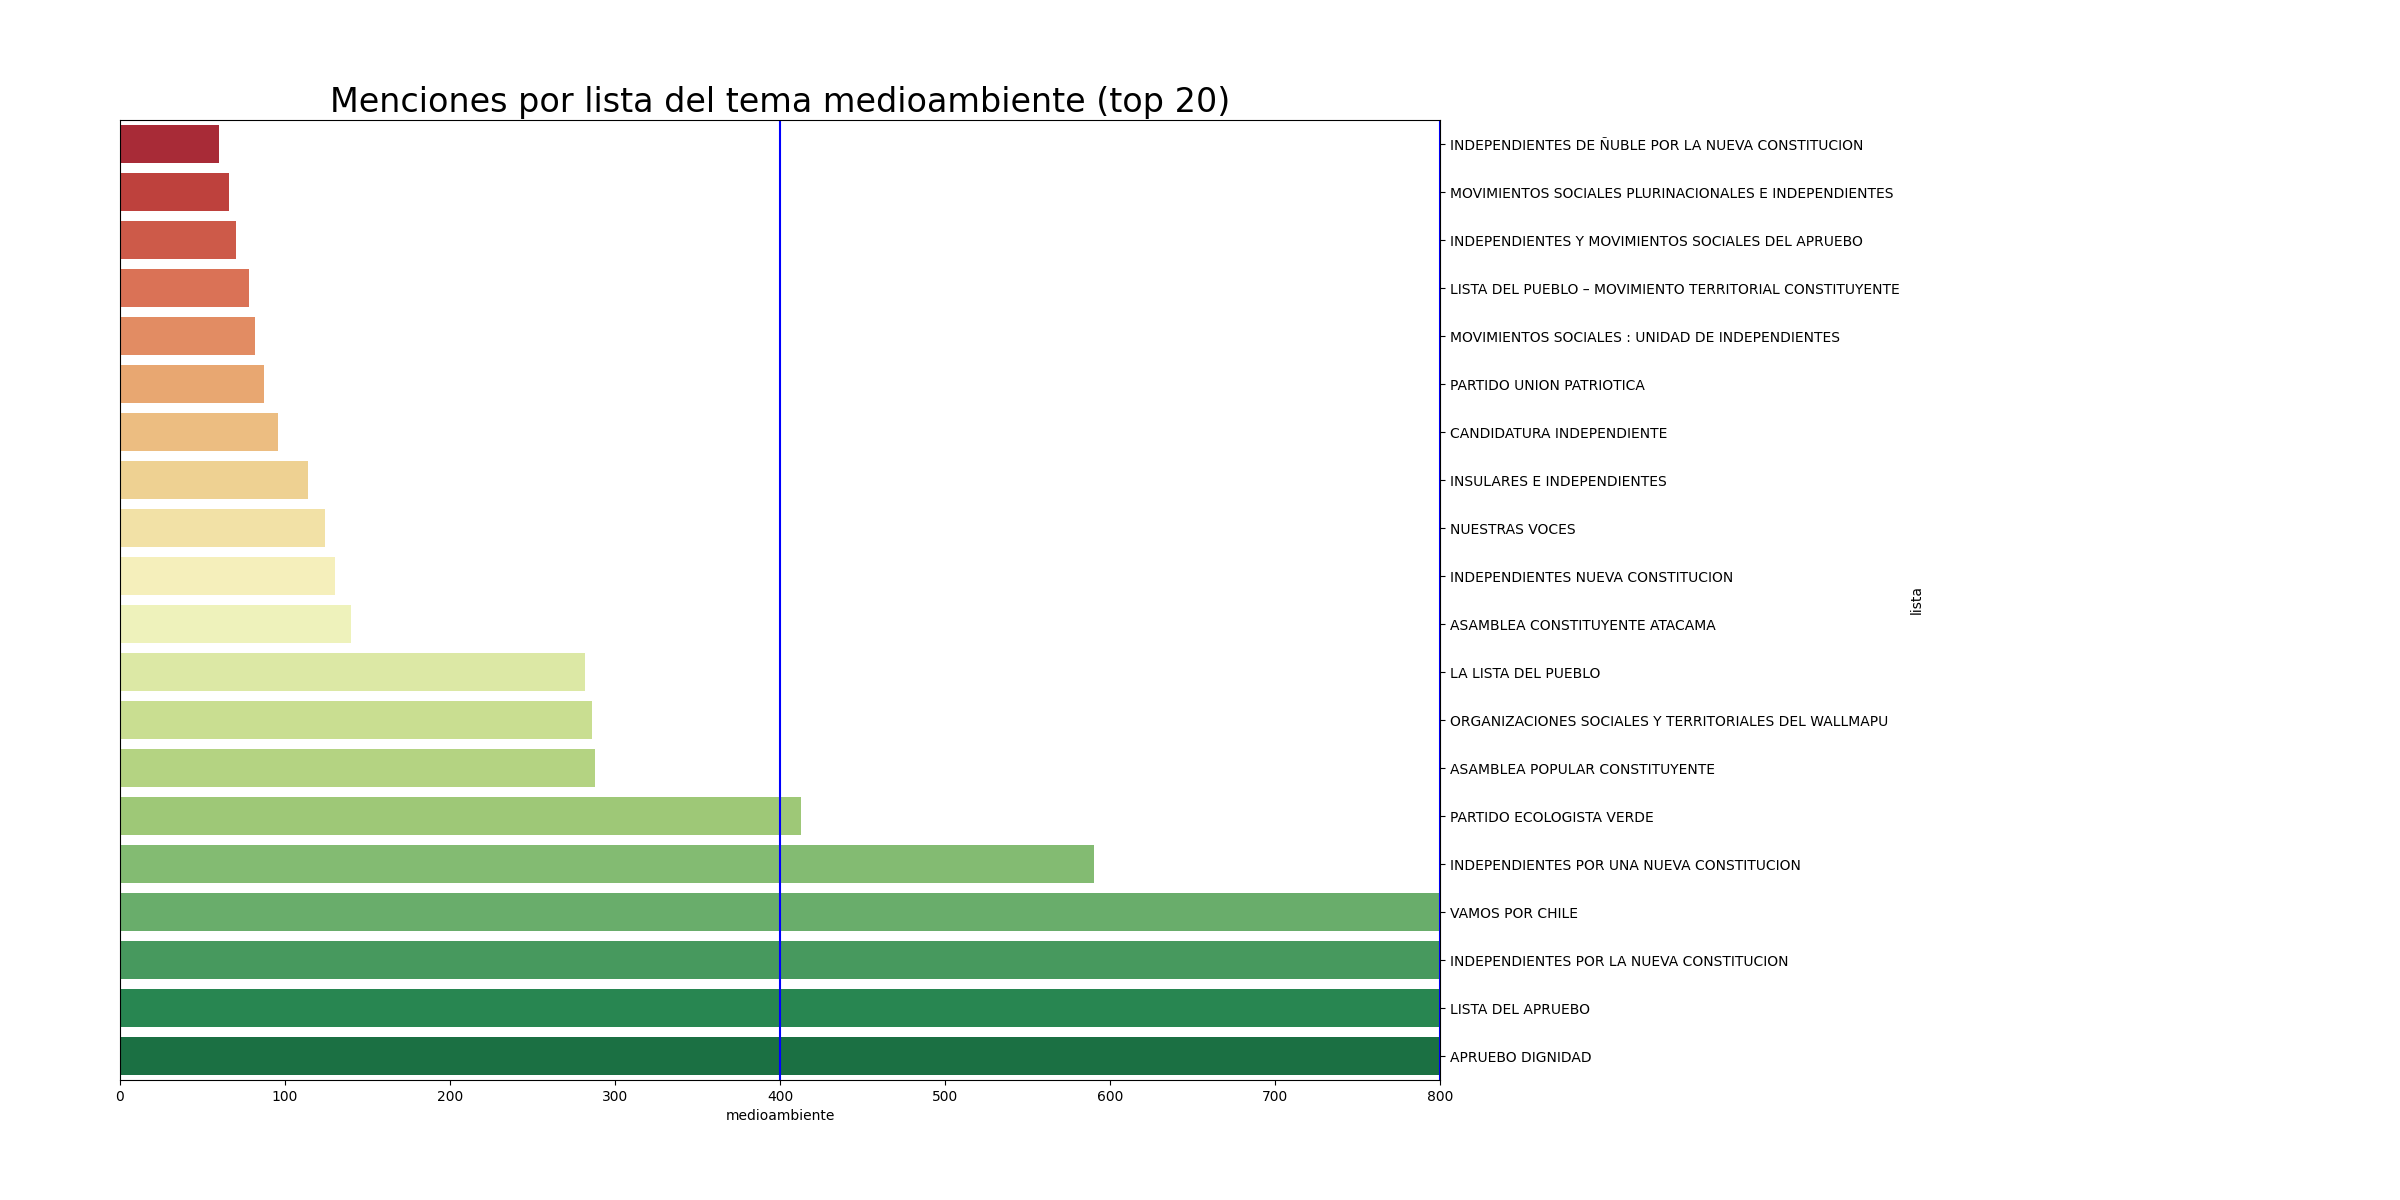 Menciones por lista del tema medioambiente (top 20)
INDEPENDIENTES DE ÑUBLE POR LA NUEVA CONSTITUCION
MOVIMIENTOS SOCIALES PLURINACIONALES E INDEPENDIENTES
INDEPENDIENTES Y MOVIMIENTOS SOCIALES DEL APRUEBO
LISTA DEL PUEBLO – MOVIMIENTO TERRITORIAL CONSTITUYENTE
MOVIMIENTOS SOCIALES : UNIDAD DE INDEPENDIENTES
PARTIDO UNION PATRIOTICA
CANDIDATURA INDEPENDIENTE
INSULARES E INDEPENDIENTES
NUESTRAS VOCES
INDEPENDIENTES NUEVA CONSTITUCION
ASAMBLEA CONSTITUYENTE ATACAMA
LA LISTA DEL PUEBLO
ORGANIZACIONES SOCIALES Y TERRITORIALES DEL WALLMAPU
ASAMBLEA POPULAR CONSTITUYENTE
PARTIDO ECOLOGISTA VERDE
INDEPENDIENTES POR UNA NUEVA CONSTITUCION
VAMOS POR CHILE
INDEPENDIENTES POR LA NUEVA CONSTITUCION
LISTA DEL APRUEBO
APRUEBO DIGNIDAD
lista
0 100 200 300 400 500 600 700 800
medioambiente